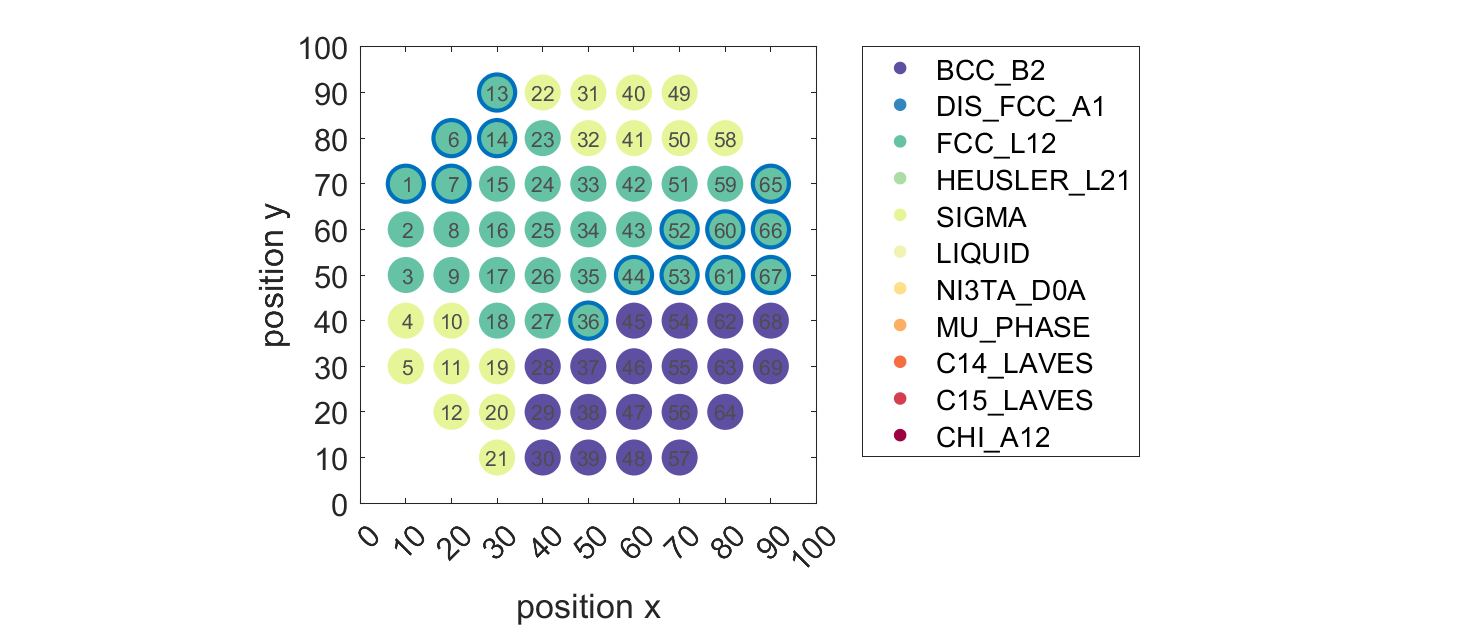 100
90
80
70
60
50
40
30
20
10
0
position y
13 22 31 40 49
6 14 23 32 41 50 58
1 7 15 24 33 42 51 59 65
2 8 16 25 34 43 52 60 66
3 9 17 26 35 44 53 61 67
4 10 18 27 36 45 54 62 68
5 11 19 28 37 46 55 63 69
12 20 29 38 47 56 64
21 30 39 48 57
0 10 20 30 40 50 60 70 80 90 100
position x
BCC_B2
DIS_FCC_A1
FCC_L12
HEUSLER_L21
SIGMA
LIQUID
NI3TA_D0A
MU_PHASE
C14_LAVES
C15_LAVES
CHI_A12